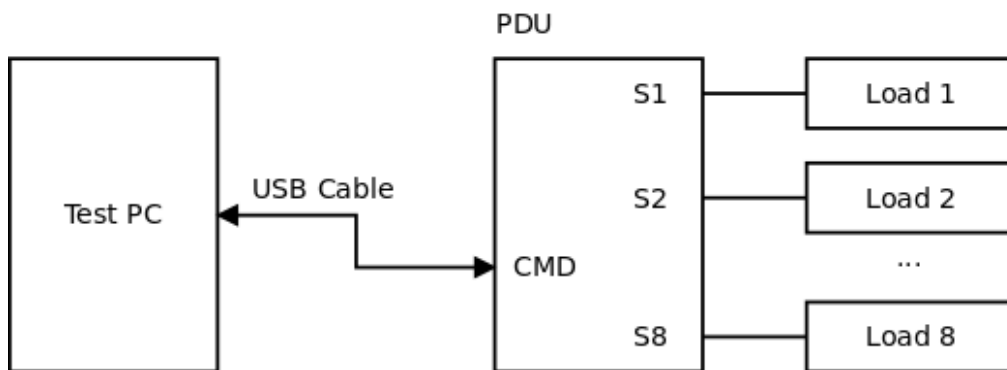 PDU
S1
Load 1
USB Cable
S2
Load 2
Test PC
CMD
...
S8
Load 8